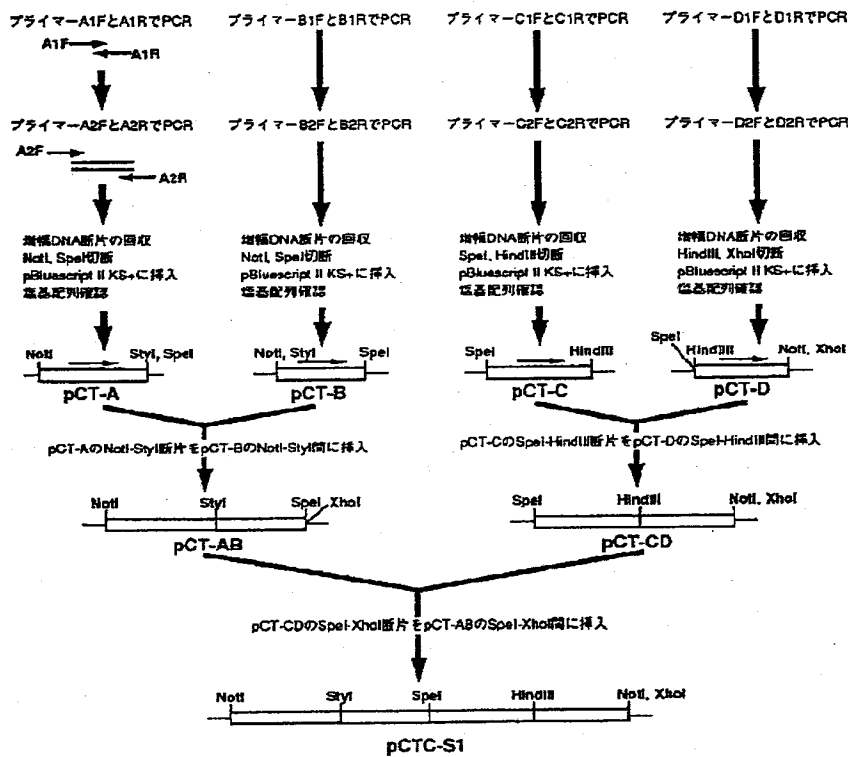 プライマーA1FとA1RでPCR
プライマーB1FとB1RでPCR
プライマーC1FとC1RでPCR
プライマーD1FとD1RでPCR
A1F
A1R
プライマーA2FとA2RでPCR
プライマーB2FとB2RでPCR
プライマーC2FとC2RでPCR
プライマーD2FとD2RでPCR
A2F
A2R
増幅DNA断片の回収
NotI, SpeI切断
pBluescript II KS+に挿入
塩基配列確認
増幅DNA断片の回収
NotI, SpeI切断
pBluescript II KS+に挿入
塩基配列確認
増幅DNA断片の回収
SpeI, HindIII切断
pBluescript II KS+に挿入
塩基配列確認
増幅DNA断片の回収
HindIII, XhoI切断
pBluescript II KS+に挿入
塩基配列確認
NotI
StyI, SpeI
pCT-A
NotI, StyI
SpeI
pCT-B
SpeI
HindIII
pCT-C
SpeI
HindIII
NotI, XhoI
pCT-D
pCT-AのNotI-StyI断片をpCT-BのNotI-StyI間に挿入
pCT-CのSpeI-HindIII断片をpCT-DのSpeI-HindIII間に挿入
NotI
StyI
SpeI
XhoI
pCT-AB
SpeI
HindIII
NotI, XhoI
pCT-CD
pCT-CDのSpeI-XhoI断片をpCT-ABのSpeI-XhoI間に挿入
NotI
StyI
SpeI
HindIII
NotI, XhoI
pCTC-S1